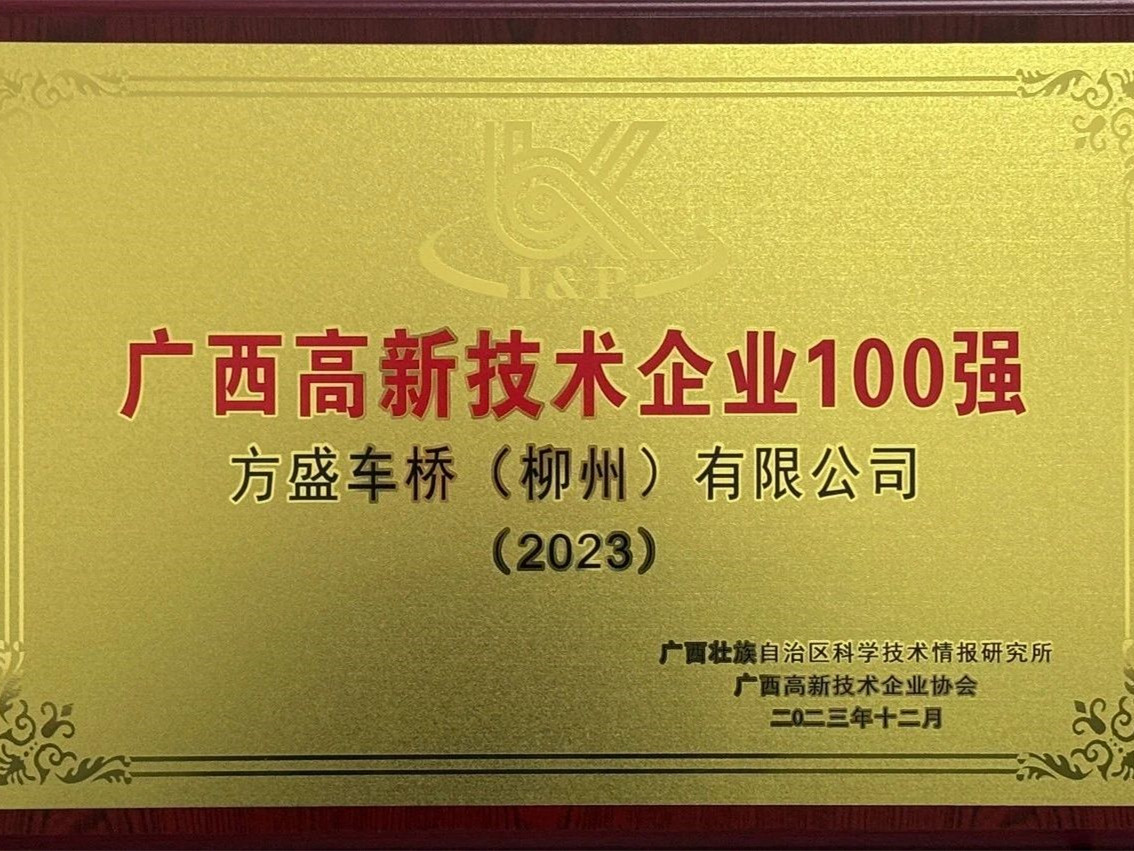 I&P
广西高新技术企业100强
方盛车桥（柳州）有限公司
（2023）
广西壮族自治区科学技术情报研究所
广西高新技术企业协会
二0二三年十二月